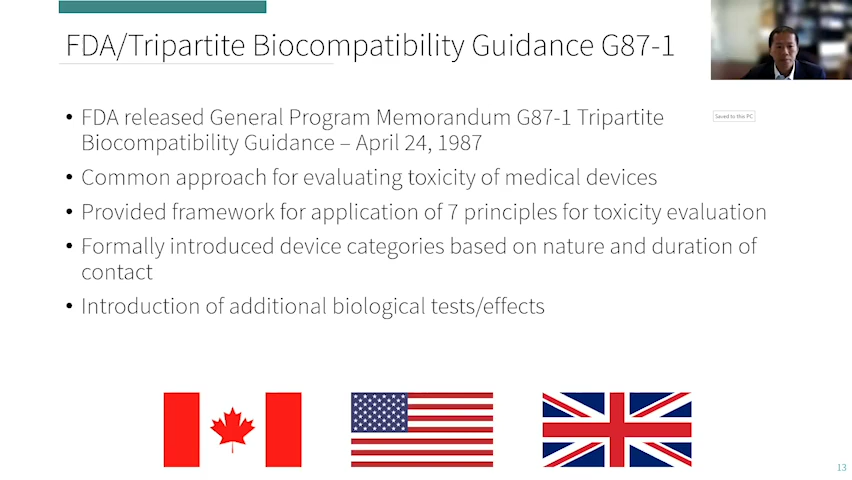 FDA/Tripartite Biocompatibility Guidance G87-1
• FDA released General Program Memorandum G87-1 Tripartite
Biocompatibility Guidance – April 24, 1987
Saved to this PC
• Common approach for evaluating toxicity of medical devices
• Provided framework for application of 7 principles for toxicity evaluation
• Formally introduced device categories based on nature and duration of
contact
• Introduction of additional biological tests/effects
13